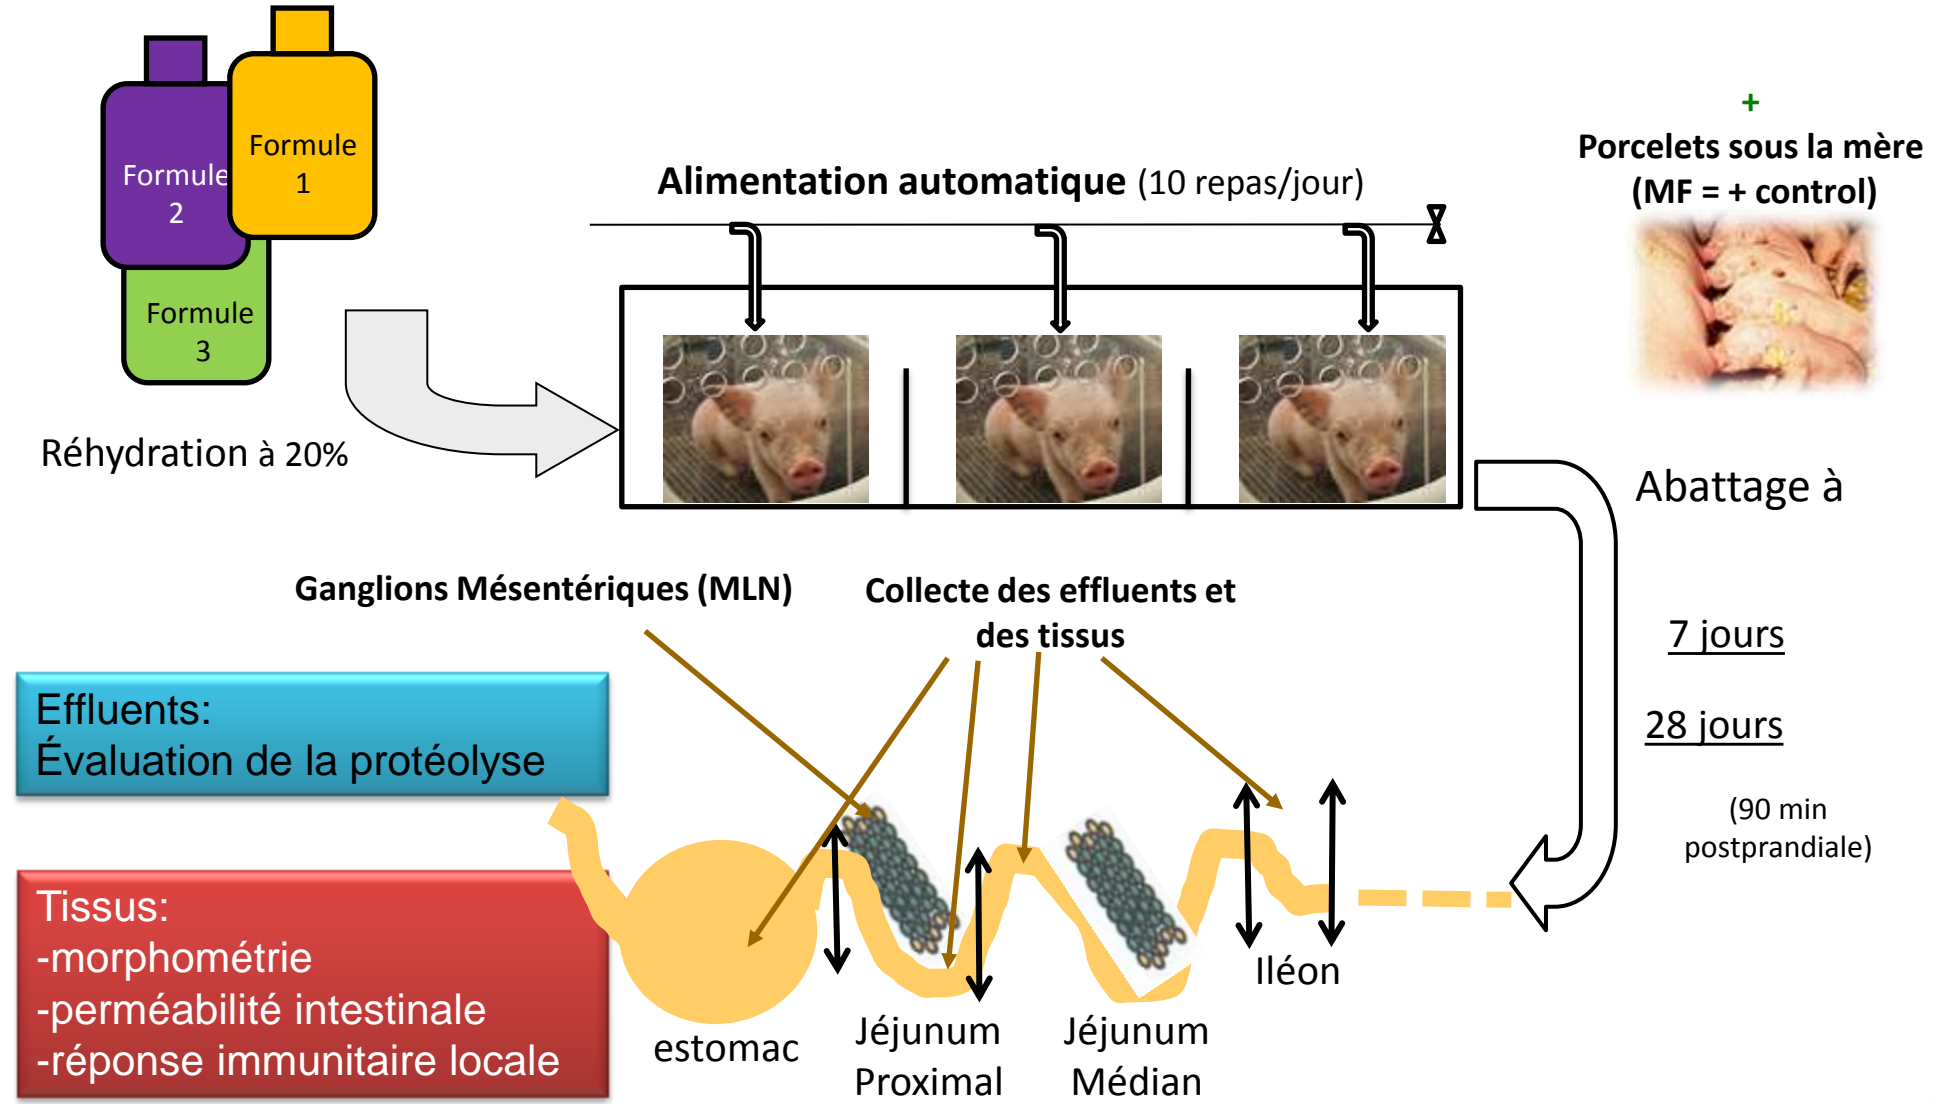 Formule
1
Formule
2
Formule
3
Réhydration à 20%
Alimentation automatique (10 repas/jour)
+
Porcelets sous la mère
(MF = + control)
Abattage à
7 jours
28 jours
(90 min
postprandiale)
Ganglions Mésentériques (MLN)
Collecte des effluents et
des tissus
Effluents:
Évaluation de la protéolyse
Tissus:
-morphométrie
-perméabilité intestinale
-réponse immunitaire locale
estomac
Jéjunum
Proximal
Jéjunum
Médian
Iléon